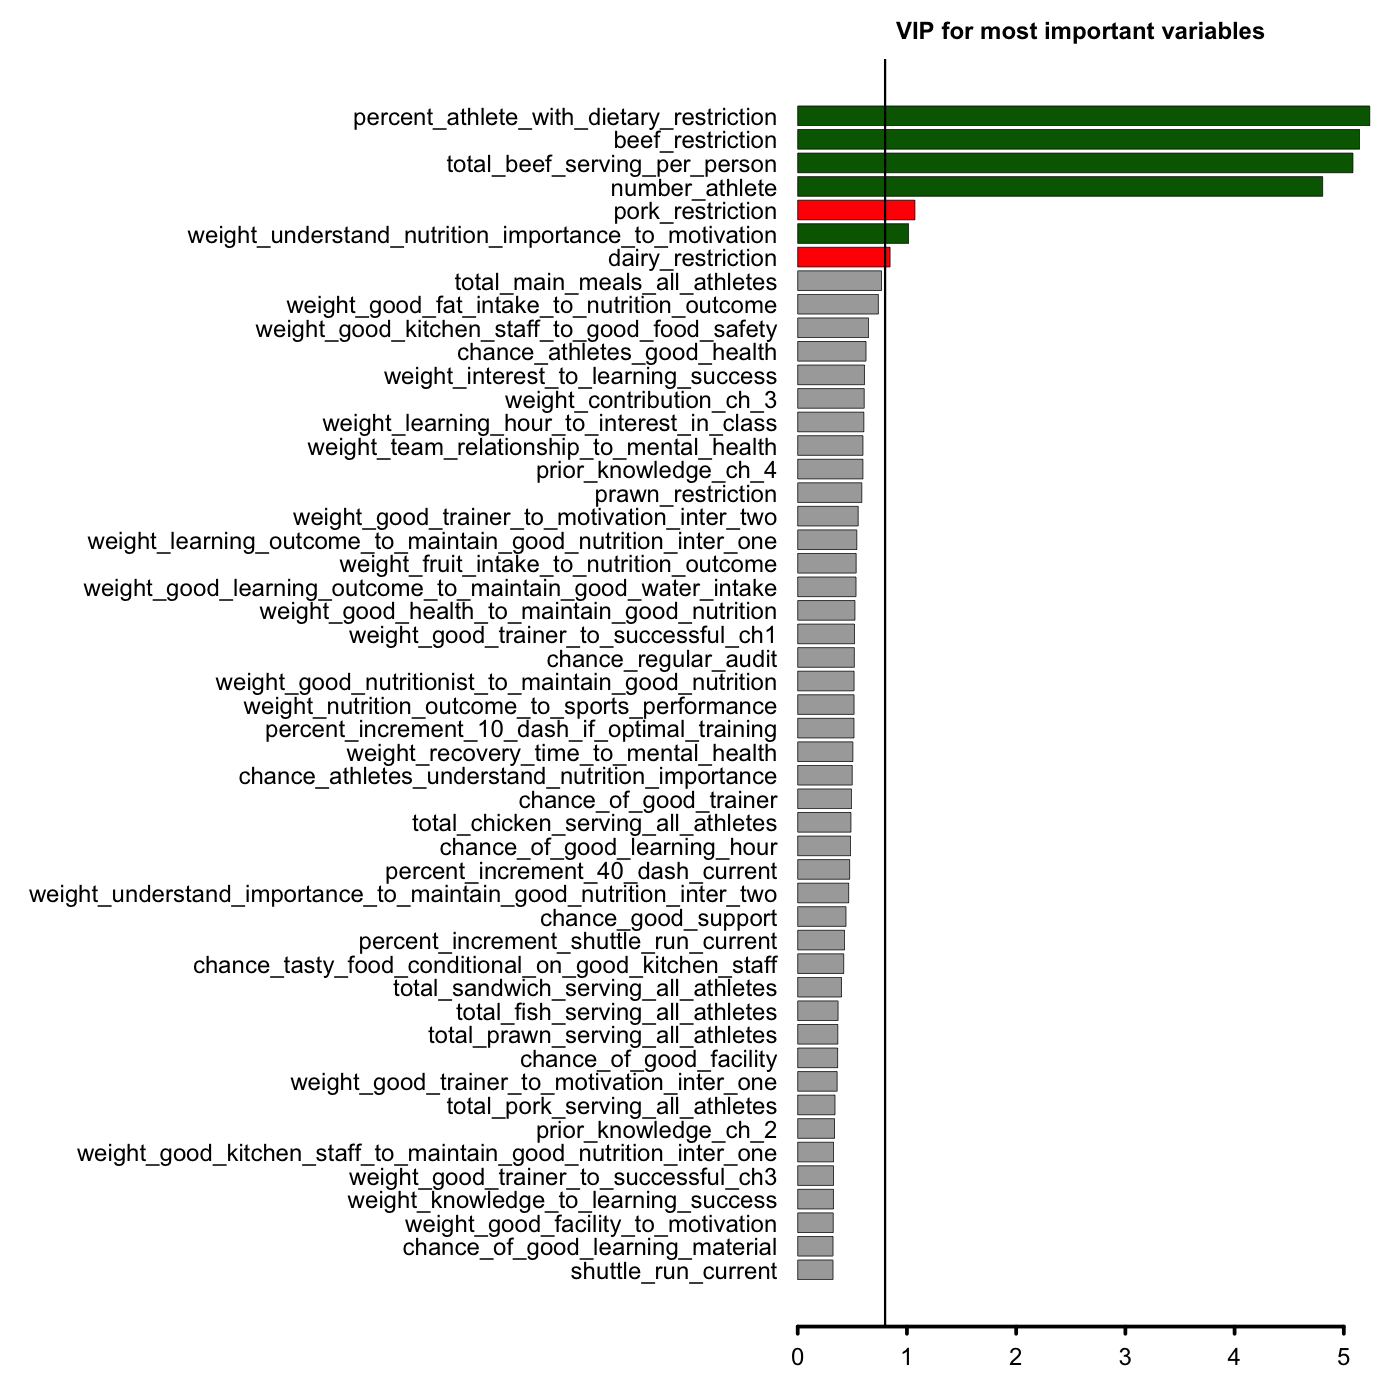 VIP for most important variables
percent_athlete_with_dietary_restriction
beef_restriction
total_beef_serving_per_person
number_athlete
pork_restriction
weight_understand_nutrition_importance_to_motivation
dairy_restriction
total_main_meals_all_athletes
weight_good_fat_intake_to_nutrition_outcome
weight_good_kitchen_staff_to_good_food_safety
chance_athletes_good_health
weight_interest_to_learning_success
weight_contribution_ch_3
weight_learning_hour_to_interest_in_class
weight_team_relationship_to_mental_health
prior_knowledge_ch_4
prawn_restriction
weight_good_trainer_to_motivation_inter_two
weight_learning_outcome_to_maintain_good_nutrition_inter_one
weight_fruit_intake_to_nutrition_outcome
weight_good_learning_outcome_to_maintain_good_water_intake
weight_good_health_to_maintain_good_nutrition
weight_good_trainer_to_successful_ch1
chance_regular_audit
weight_good_nutritionist_to_maintain_good_nutrition
weight_nutrition_outcome_to_sports_performance
percent_increment_10_dash_if_optimal_training
weight_recovery_time_to_mental_health
chance_athletes_understand_nutrition_importance
chance_of_good_trainer
total_chicken_serving_all_athletes
chance_of_good_learning_hour
percent_increment_40_dash_current
weight_understand_importance_to_maintain_good_nutrition_inter_two
chance_good_support
percent_increment_shuttle_run_current
chance_tasty_food_conditional_on_good_kitchen_staff
total_sandwich_serving_all_athletes
total_fish_serving_all_athletes
total_prawn_serving_all_athletes
chance_of_good_facility
weight_good_trainer_to_motivation_inter_one
total_pork_serving_all_athletes
prior_knowledge_ch_2
weight_good_kitchen_staff_to_maintain_good_nutrition_inter_one
weight_good_trainer_to_successful_ch3
weight_knowledge_to_learning_success
weight_good_facility_to_motivation
chance_of_good_learning_material
shuttle_run_current
0 1 2 3 4 5